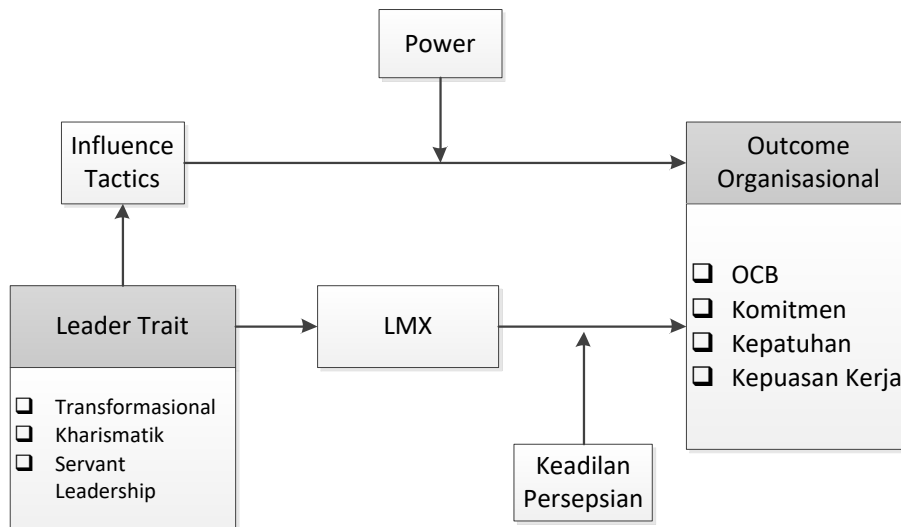 Power
Influence
Tactics
Outcome
Organisasional
❑ OCB
❑ Komitmen
❑ Kepatuhan
❑ Kepuasan Kerja
Leader Trait
❑ Transformasional
❑ Kharismatik
❑ Servant
Leadership
LMX
Keadilan
Persepsian